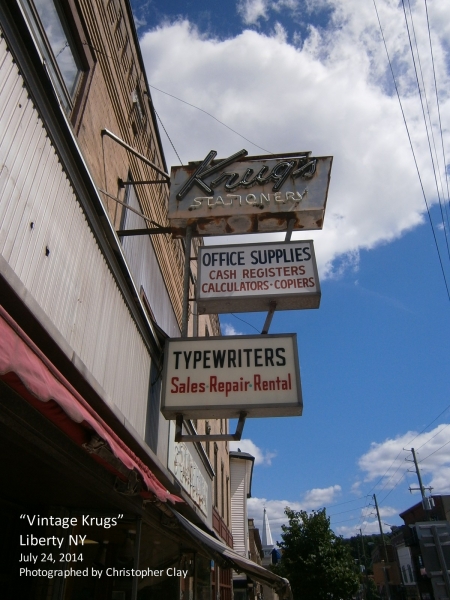 Krug's
STATIONERY
OFFICE SUPPLIES
CASH REGISTERS
CALCULATORS · COPIERS
TYPEWRITERS
Sales · Repair · Rental
"Vintage Krugs"
Liberty NY
July 24, 2014
Photographed by Christopher Clay